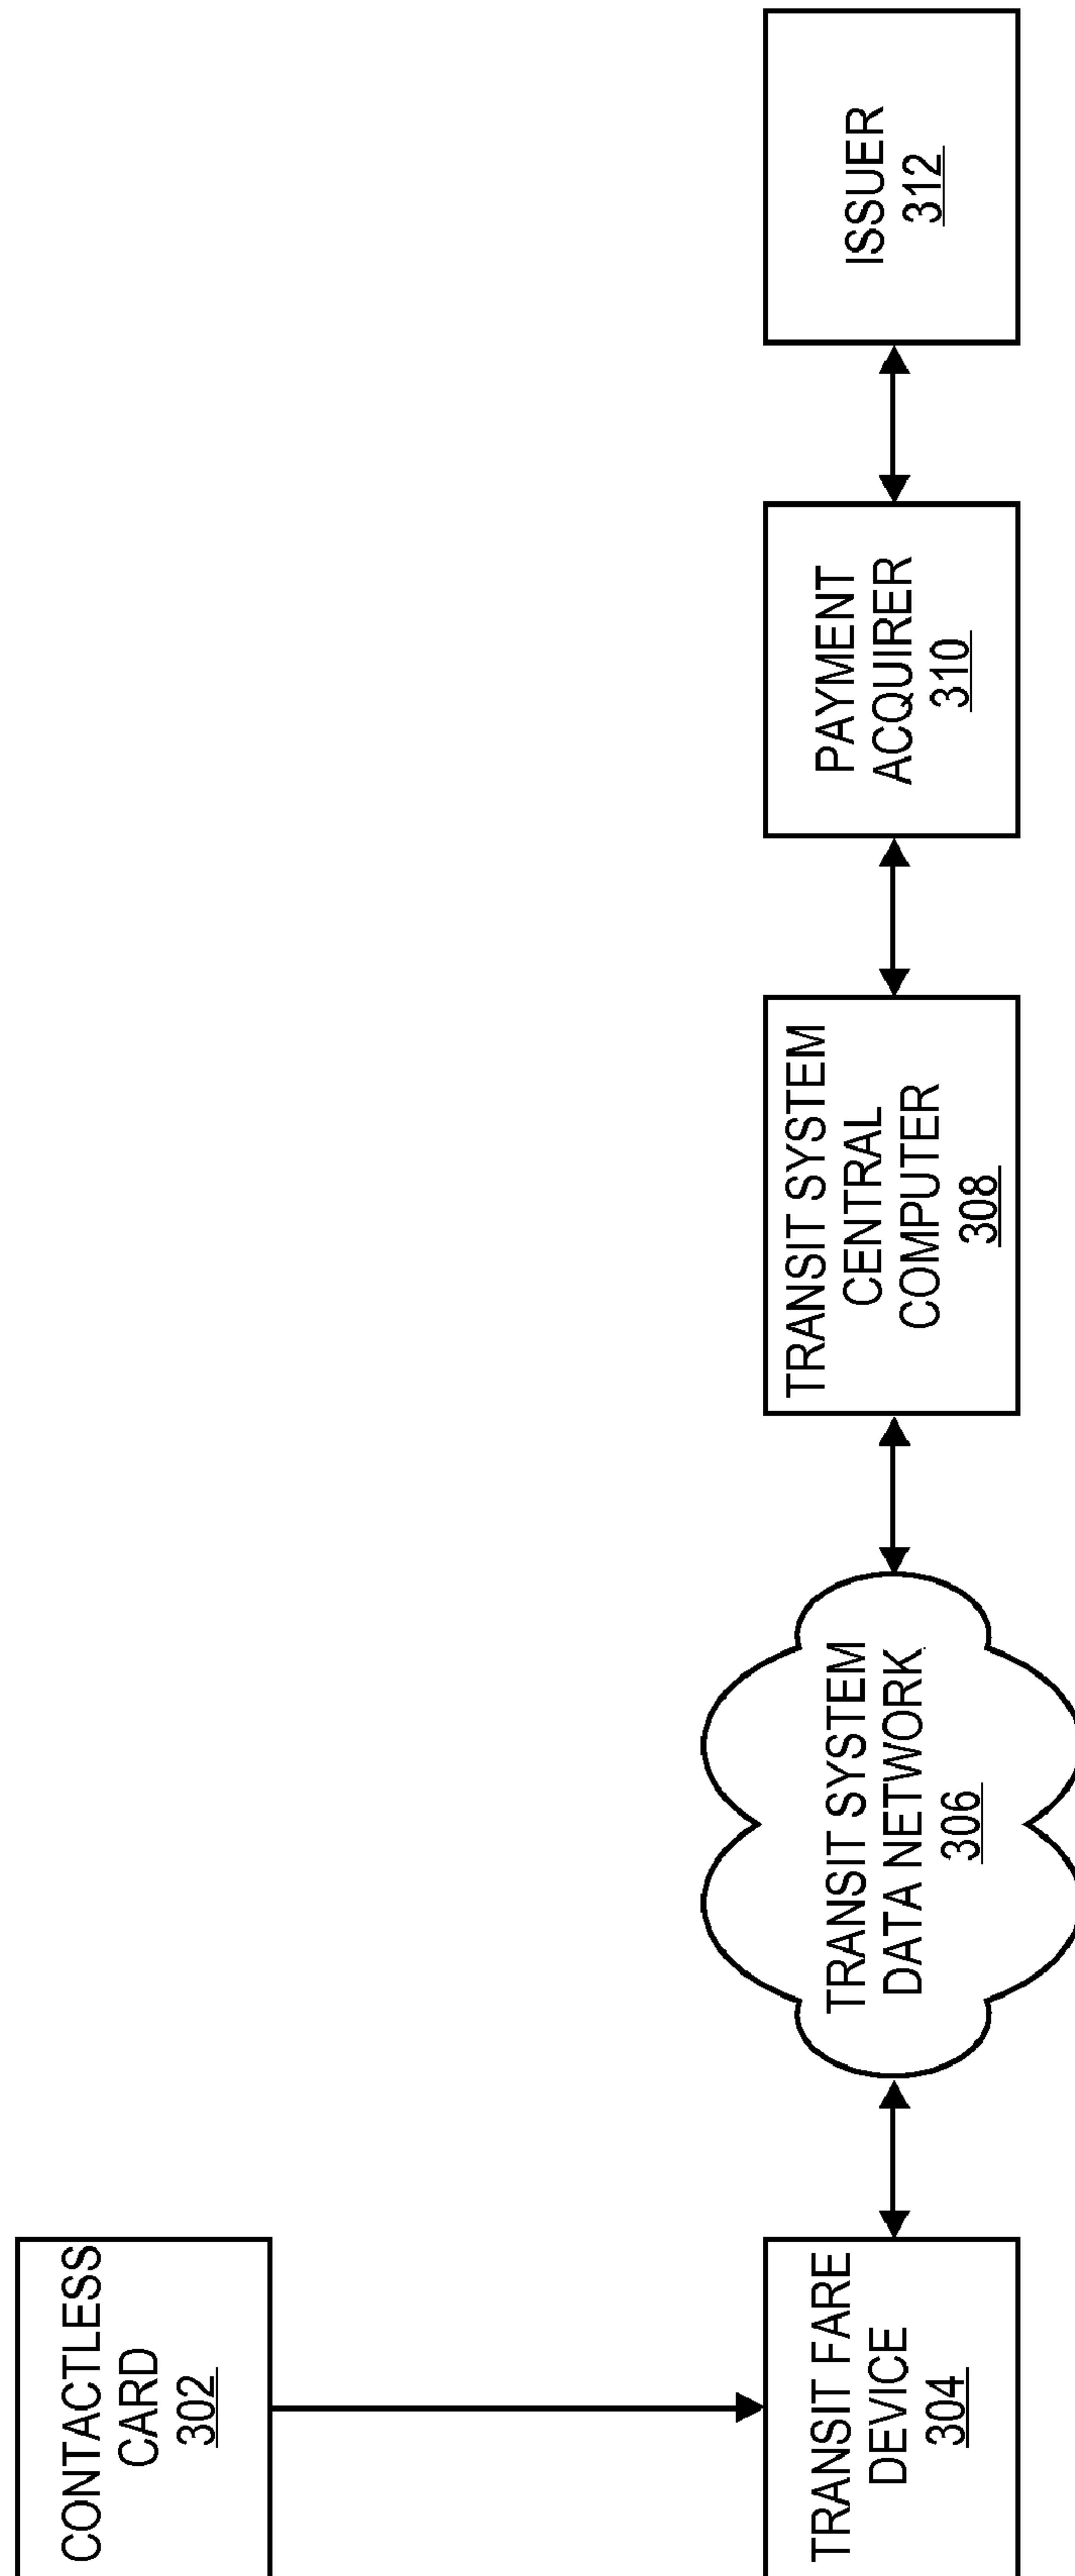 CONTACTLESS
CARD
302
TRANSIT FARE
DEVICE
304
TRANSIT SYSTEM
DATA NETWORK
306
TRANSIT SYSTEM
CENTRAL
COMPUTER
308
PAYMENT
ACQUIRER
310
ISSUER
312